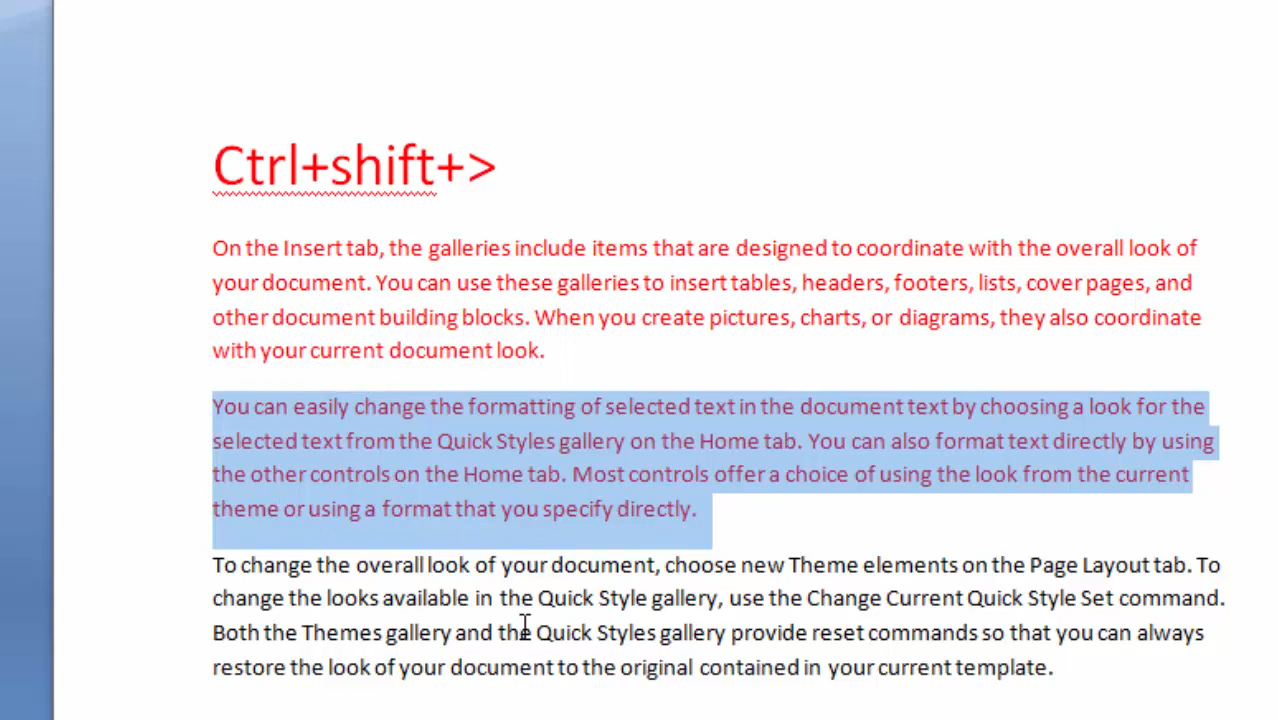 Ctrl+shift+>
On the Insert tab, the galleries include items that are designed to coordinate with the overall look of
your document. You can use these galleries to insert tables, headers, footers, lists, cover pages, and
other document building blocks. When you create pictures, charts, or diagrams, they also coordinate
with your current document look.
You can easily change the formatting of selected text in the document text by choosing a look for the
selected text from the Quick Styles gallery on the Home tab. You can also format text directly by using
the other controls on the Home tab. Most controls offer a choice of using the look from the current
theme or using a format that you specify directly.
To change the overall look of your document, choose new Theme elements on the Page Layout tab. To
change the looks available in the Quick Style gallery, use the Change Current Quick Style Set command.
Both the Themes gallery and the Quick Styles gallery provide reset commands so that you can always
restore the look of your document to the original contained in your current template.